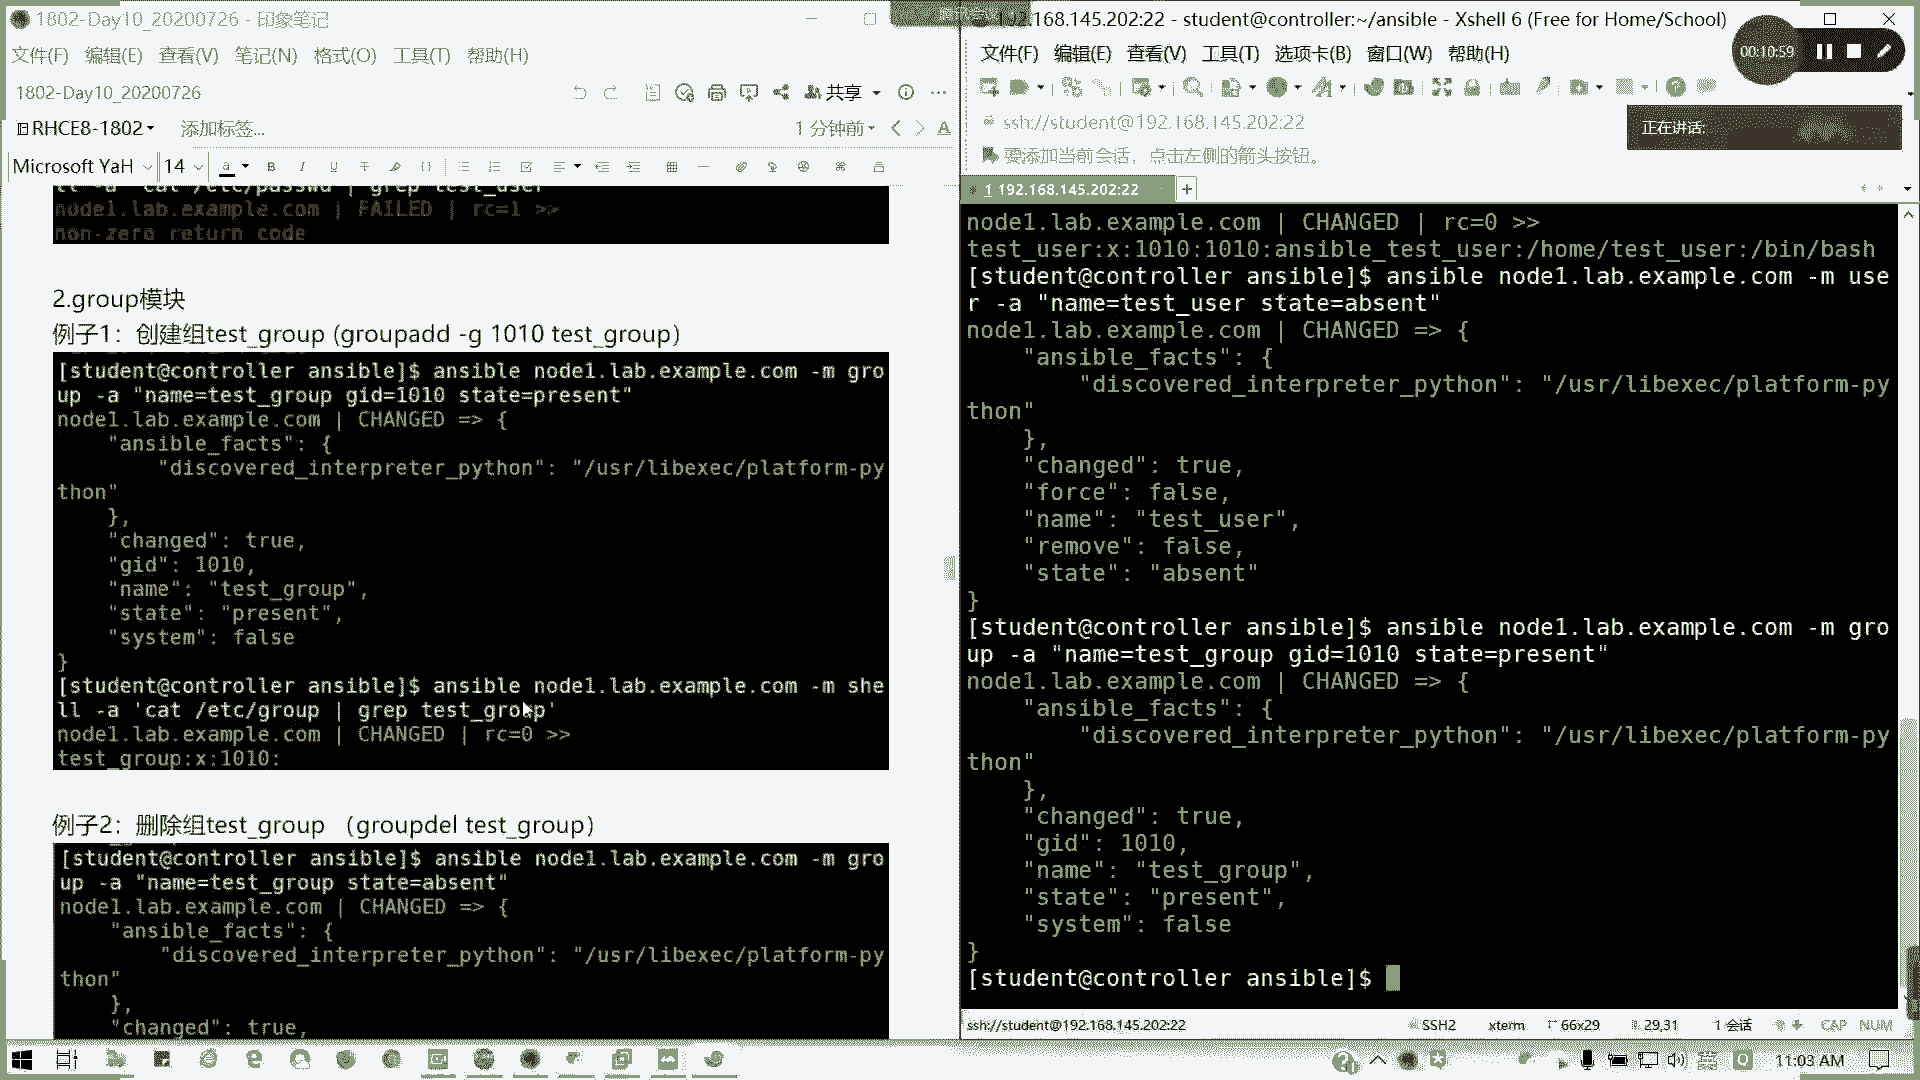 1802-Day10_20200726 - 印象笔记
文件(F) 编辑(E) 查看(V) 笔记(N) 格式(O) 工具(T) 帮助(H)
1802-Day10_20200726
共享
RHCE8-1802
添加标签...
1 分钟前
Microsoft YaH 14
node1.lab.example.com | FAILED | rc=1 >>
non-zero return code
2.group模块
例子1：创建组test_group (groupadd -g 1010 test_group)
[student@controller ansible]$ ansible node1.lab.example.com -m gro
up -a "name=test_group gid=1010 state=present"
node1.lab.example.com | CHANGED => {
"ansible_facts": {
"discovered_interpreter_python": "/usr/libexec/platform-py
thon"
},
"changed": true,
"gid": 1010,
"name": "test_group",
"state": "present",
"system": false
}
[student@controller ansible]$ ansible node1.lab.example.com -m she
ll -a 'cat /etc/group | grep test_group'
node1.lab.example.com | CHANGED | rc=0 >>
test_group:x:1010:
例子2：删除组test_group （groupdel test_group）
[student@controller ansible]$ ansible node1.lab.example.com -m gro
up -a "name=test_group state=absent"
node1.lab.example.com | CHANGED => {
"ansible_facts": {
"discovered_interpreter_python": "/usr/libexec/platform-py
thon"
},
"changed": true,
192.168.145.202:22 - student@controller:~/ansible - Xshell 6 (Free for Home/School)
文件(F) 编辑(E) 查看(V) 工具(T) 选项卡(B) 窗口(W) 帮助(H)
00:10:59
ssh://student@192.168.145.202:22
正在讲话:
要添加当前会话，点击左侧的箭头按钮。
1 192.168.145.202:22
node1.lab.example.com | CHANGED | rc=0 >>
test_user:x:1010:1010:ansible_test_user:/home/test_user:/bin/bash
[student@controller ansible]$ ansible node1.lab.example.com -m use
r -a "name=test_user state=absent"
node1.lab.example.com | CHANGED => {
"ansible_facts": {
"discovered_interpreter_python": "/usr/libexec/platform-py
thon"
},
"changed": true,
"force": false,
"name": "test_user",
"remove": false,
"state": "absent"
}
[student@controller ansible]$ ansible node1.lab.example.com -m gro
up -a "name=test_group gid=1010 state=present"
node1.lab.example.com | CHANGED => {
"ansible_facts": {
"discovered_interpreter_python": "/usr/libexec/platform-py
thon"
},
"changed": true,
"gid": 1010,
"name": "test_group",
"state": "present",
"system": false
}
[student@controller ansible]$
ssh://student@192.168.145.202:22 SSH2 xterm 66x29 29,31 1 会话 CAP NUM
11:03 AM